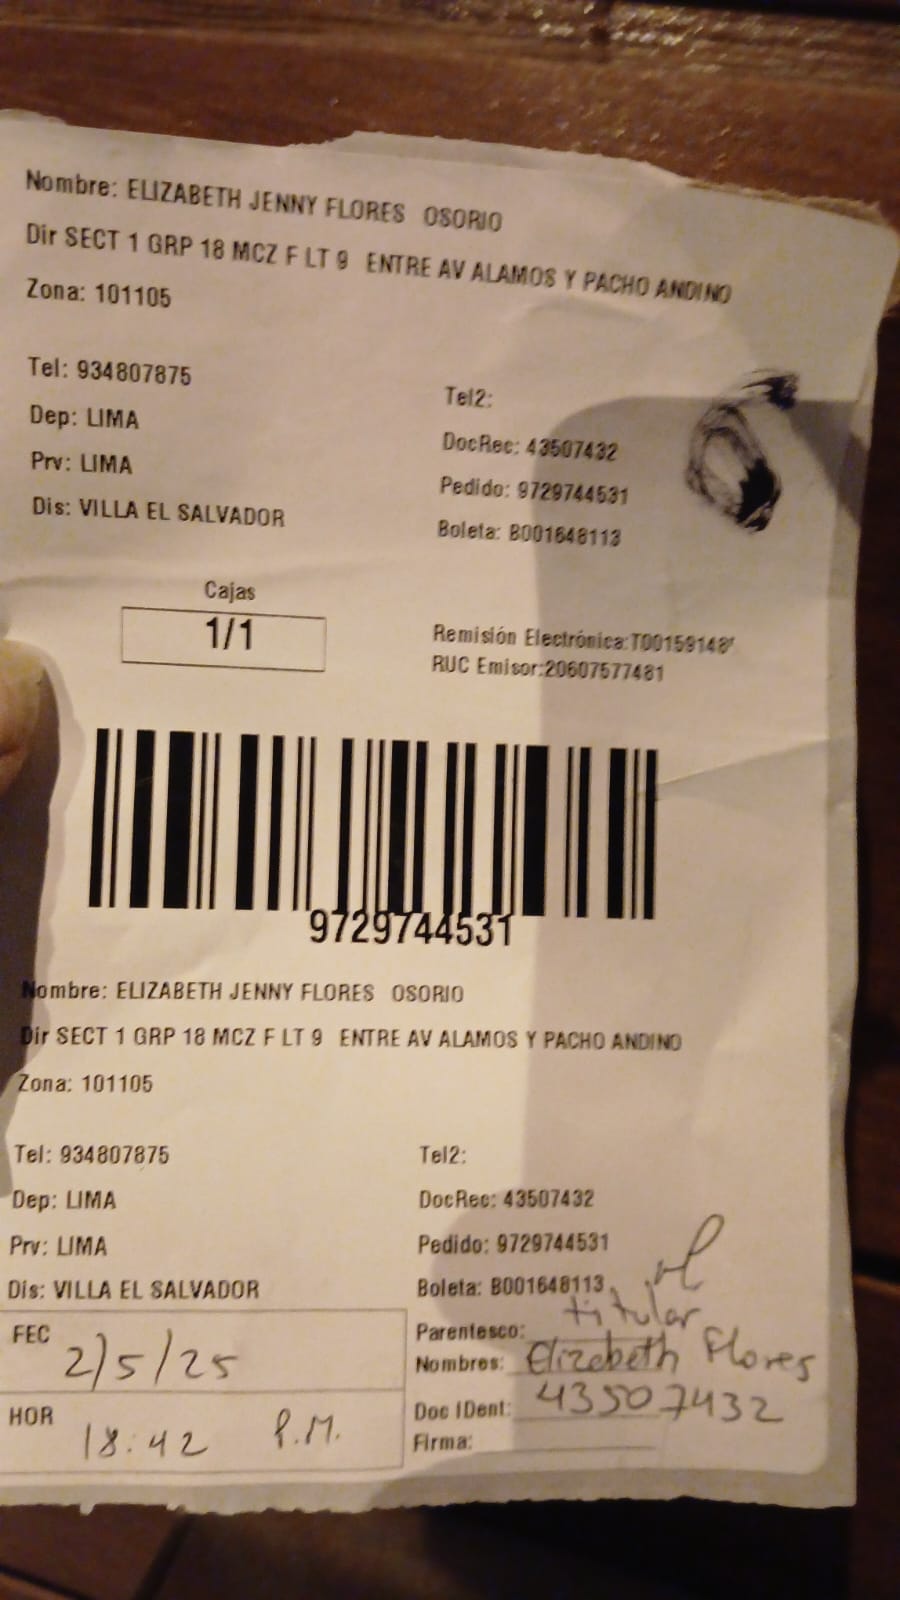 Nombre: ELIZABETH JENNY FLORES OSORIO
Dir SECT 1 GRP 18 MCZ F LT 9 ENTRE AV ALAMOS Y PACHO ANDINO
Zona: 101105
Tel: 934807875
Tel2:
Dep: LIMA
DocRec: 43507432
Prv: LIMA
Pedido: 9729744531
Dis: VILLA EL SALVADOR
Boleta: B001648113
Cajas
1/1
Remisión Electrónica:T00159148
RUC Emisor:20607577481
9729744531
Nombre: ELIZABETH JENNY FLORES OSORIO
Dir SECT 1 GRP 18 MCZ F LT 9 ENTRE AV ALAMOS Y PACHO ANDINO
Zona: 101105
Tel: 934807875
Tel2:
Dep: LIMA
DocRec: 43507432
Prv: LIMA
Pedido: 9729744531
Dis: VILLA EL SALVADOR
Boleta: B001648113
FEC 2/5/25
Parentesco: titular
Nombres: Elizabeth Flores
HOR 18:42 P.M.
Doc IDent: 43507432
Firma: